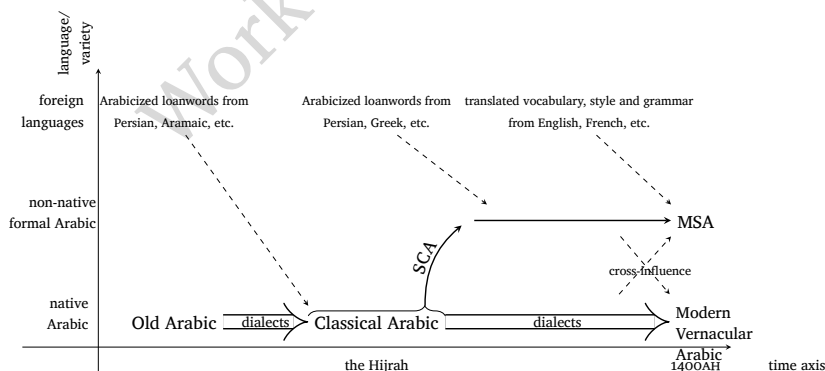 language/
variety
Work
foreign
languages
Arabicized loanwords from
Persian, Aramaic, etc.
Arabicized loanwords from
Persian, Greek, etc.
translated vocabulary, style and grammar
from English, French, etc.
non-native
formal Arabic
MSA
SCA
cross-influence
native
Arabic
Old Arabic
dialects
Classical Arabic
dialects
Modern
Vernacular
Arabic
the Hijrah
1400AH
time axis